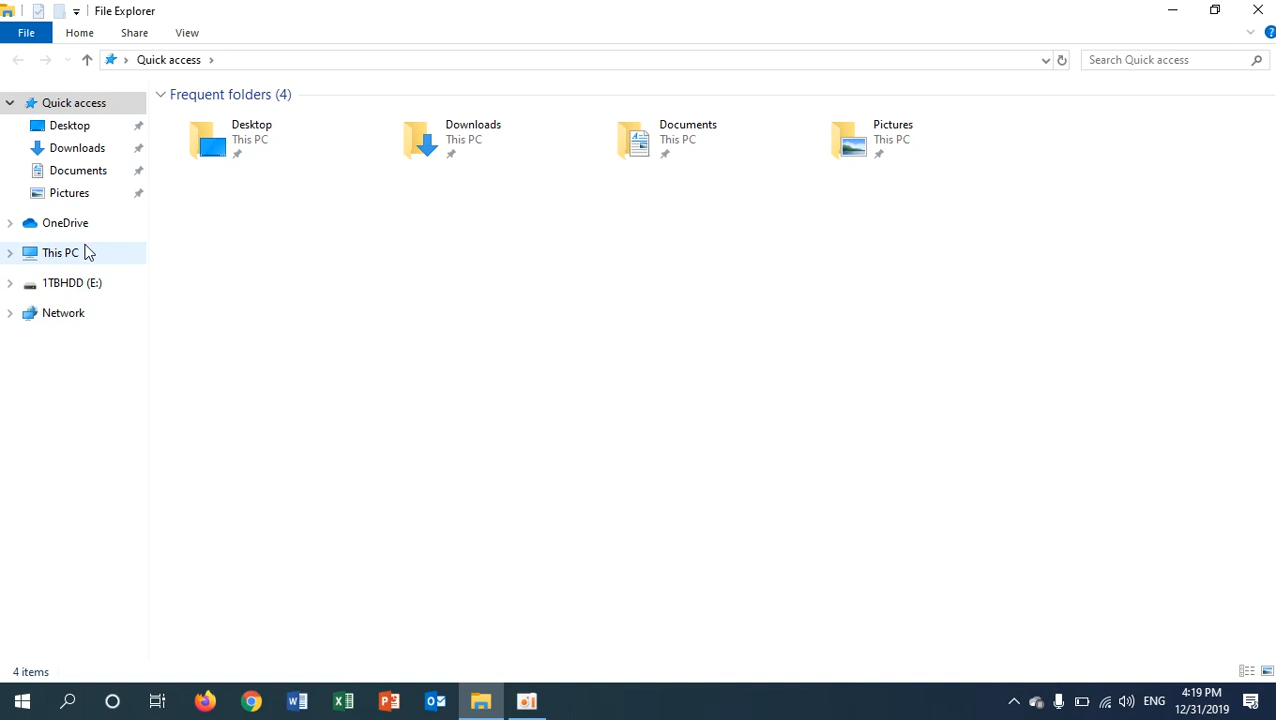 File Explorer
File Home Share View
Quick access
Search Quick access
Quick access
Desktop
Downloads
Documents
Pictures
OneDrive
This PC
1TBHDD (E:)
Network
Frequent folders (4)
Desktop
This PC
Downloads
This PC
Documents
This PC
Pictures
This PC
4 items
ENG
4:19 PM
12/31/2019